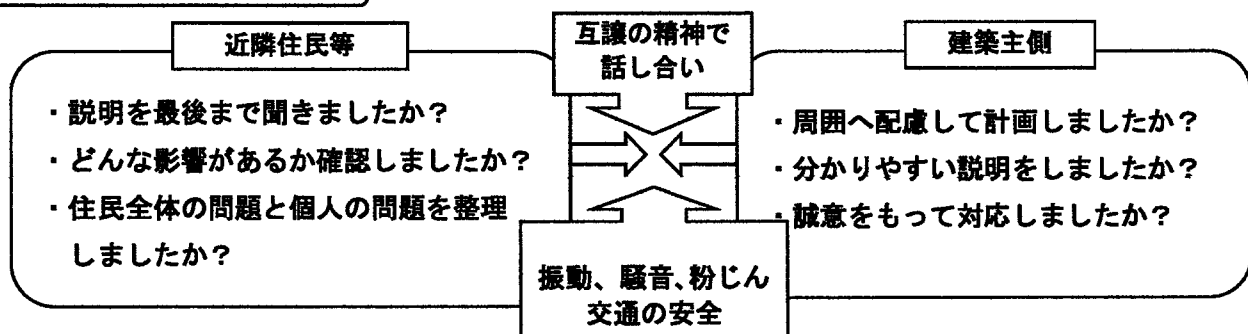 近隣住民等
・説明を最後まで聞きましたか？
・どんな影響があるか確認しましたか？
・住民全体の問題と個人の問題を整理
しましたか？
互譲の精神で
話し合い
振動、騒音、粉じん
交通の安全
建築主側
・周囲へ配慮して計画しましたか？
・分かりやすい説明をしましたか？
・誠意をもって対応しましたか？